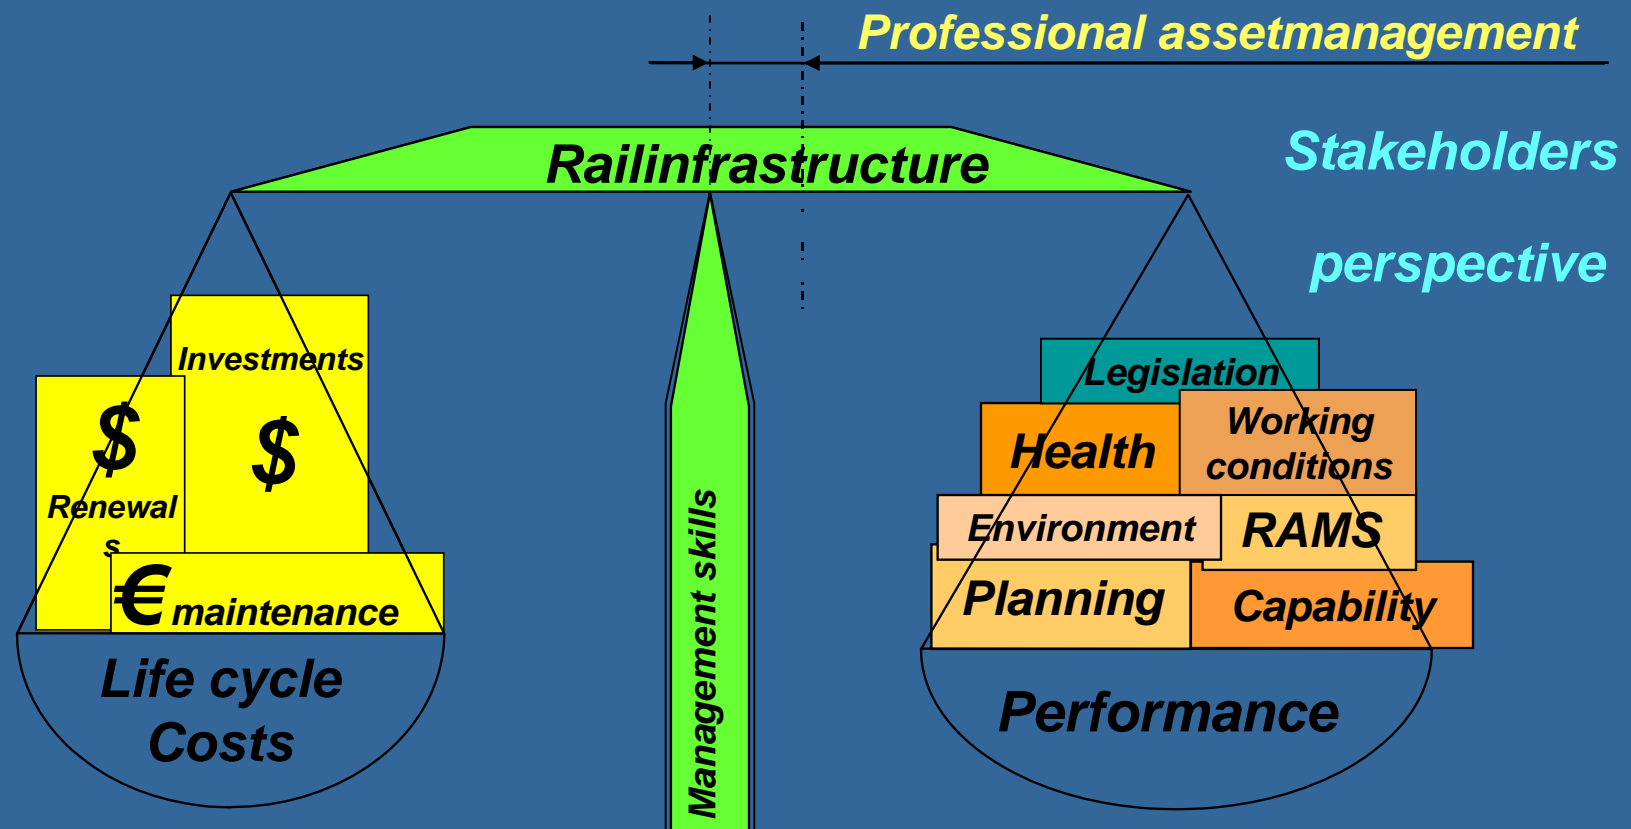 Professional assetmanagement
Railinfrastructure
Stakeholders
perspective
Investments
$
$
Renewal
s
€ maintenance
Life cycle
Costs
Management skills
Legislation
Health
Working
conditions
Environment
RAMS
Planning
Capability
Performance